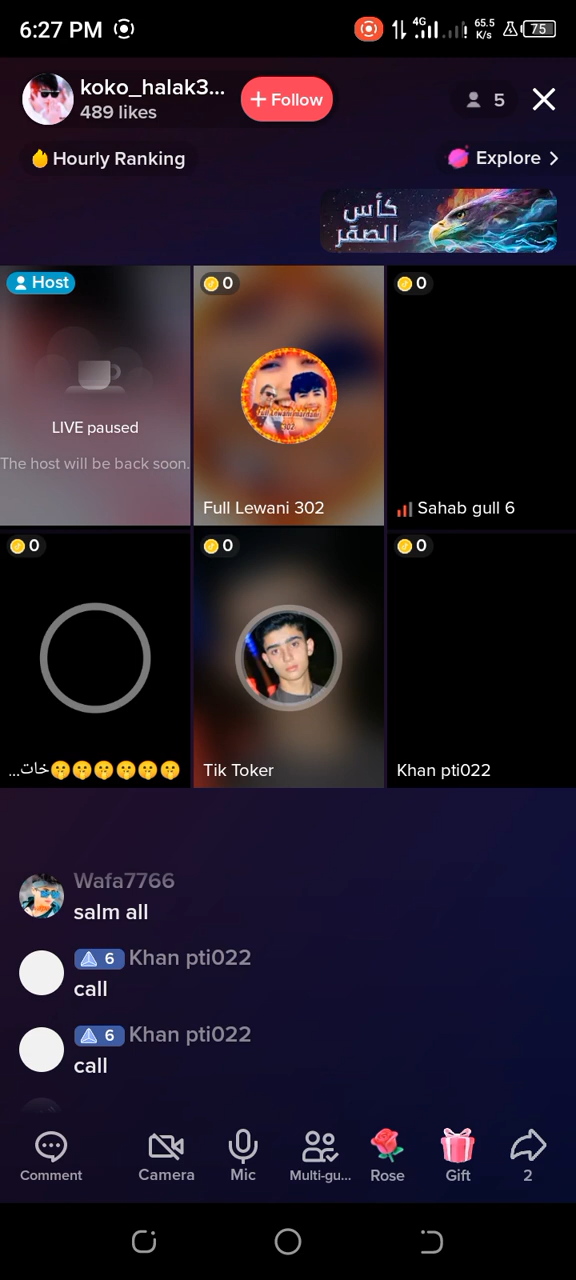 6:27 PM
4G
65.5 K/s
75
koko_halak3...
489 likes
+ Follow
5
Hourly Ranking
Explore >
كأس
الصقر
Host
0
0
LIVE paused
The host will be back soon.
Full Lewani 302
Sahab gull 6
0
0
0
...خات🤫🤫🤫🤫🤫🤫
Tik Toker
Khan pti022
Wafa7766
salm all
6 Khan pti022
call
6 Khan pti022
call
Comment
Camera
Mic
Multi-gu...
Rose
Gift
2